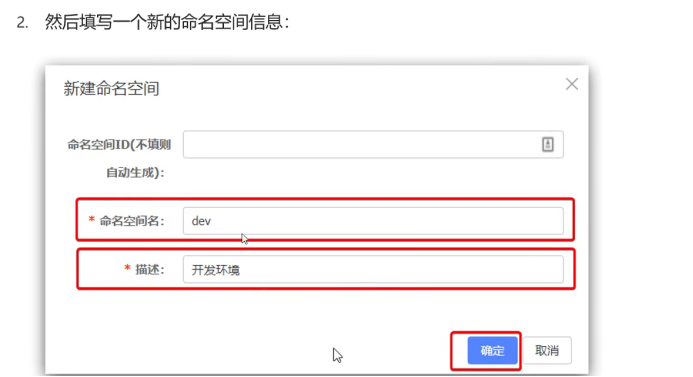 2. 然后填写一个新的命名空间信息：
新建命名空间
命名空间ID(不填则
自动生成)：
* 命名空间名： dev
* 描述： 开发环境
确定 取消